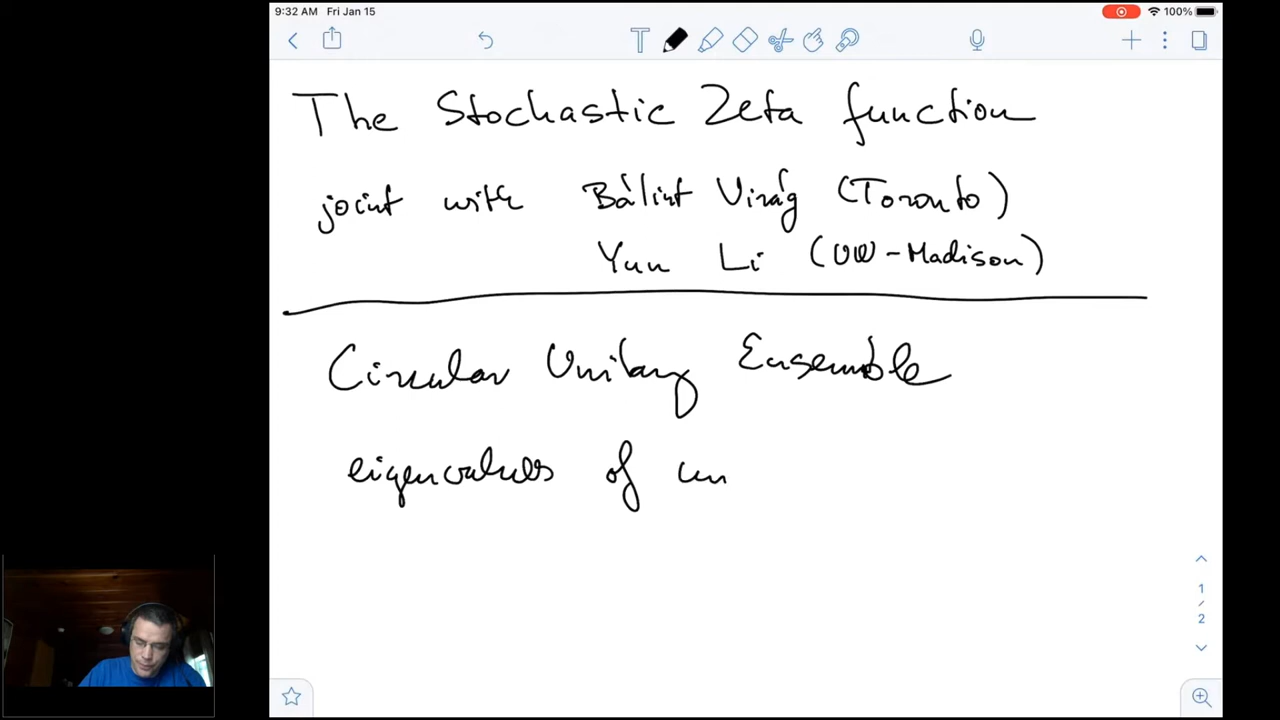 9:32 AM Fri Jan 15
100%
The Stochastic Zeta function
joint with Bálint Virág (Toronto)
Yun Li (UW-Madison)
Circular Unitary Ensemble
eigenvalues of un
1
2